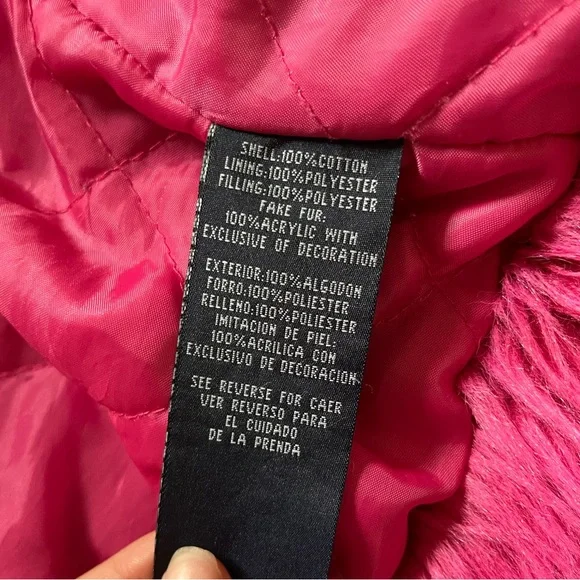 SHELL:100%COTTON
LINING:100%POLYESTER
FILLING:100%POLYESTER
FAKE FUR:
100%ACRYLIC WITH
EXCLUSIVE OF DECORATION
EXTERIOR:100%ALGODON
FORRO:100%POLIESTER
RELLENO:100%POLIESTER
IMITACION DE PIEL:
100%ACRILICA CON
EXCLUSIVO DE DECORACION
SEE REVERSE FOR CAER
VER REVERSO PARA
EL CUIDADO
DE LA PRENDA